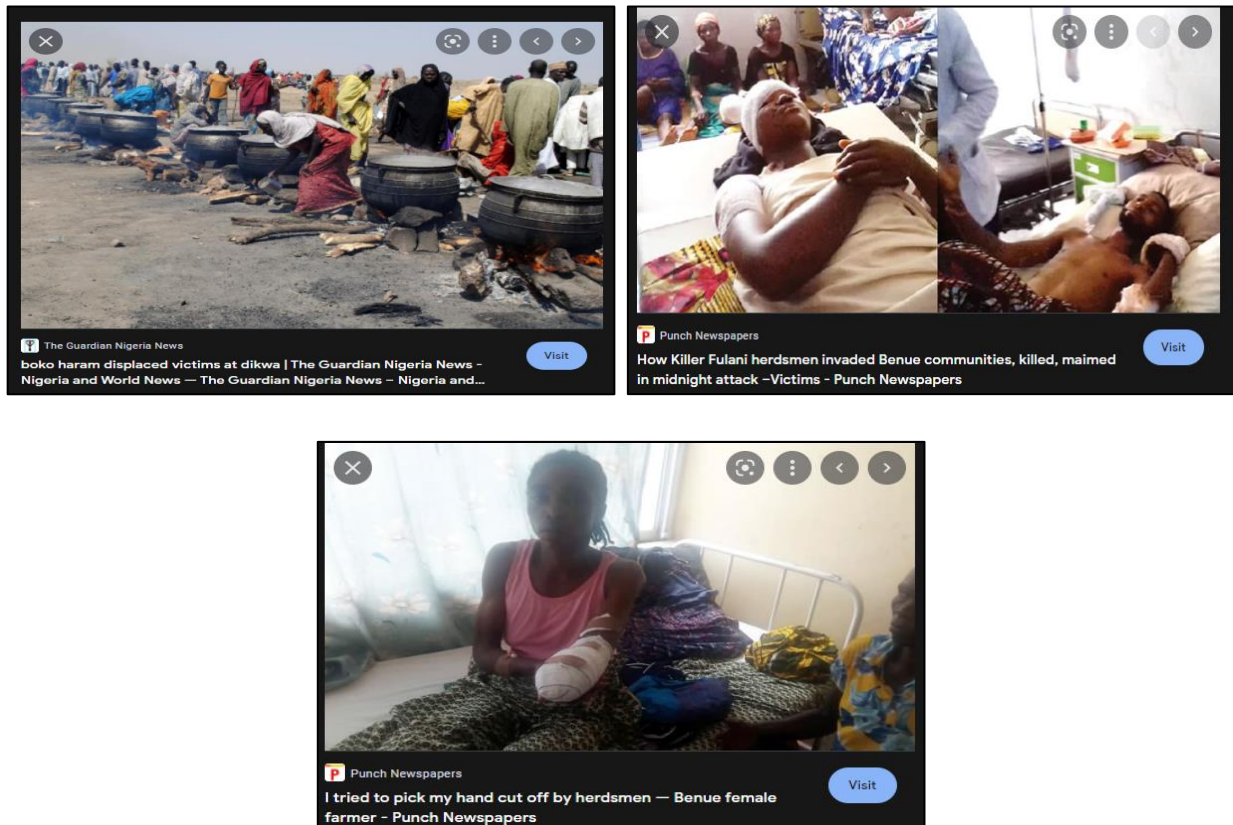 The Guardian Nigeria News
boko haram displaced victims at dikwa | The Guardian Nigeria News -
Nigeria and World News — The Guardian Nigeria News – Nigeria and...
Visit
P Punch Newspapers
How Killer Fulani herdsmen invaded Benue communities, killed, maimed
in midnight attack –Victims - Punch Newspapers
Visit
P Punch Newspapers
I tried to pick my hand cut off by herdsmen — Benue female
farmer - Punch Newspapers
Visit